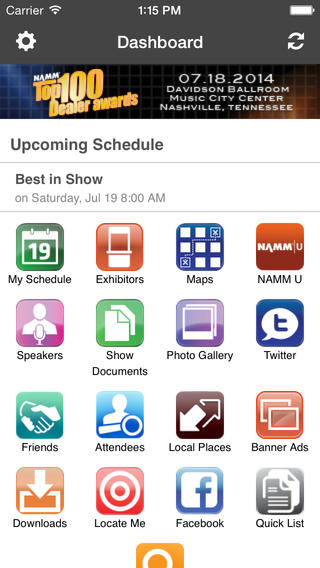 Carrier 1:15 PM
Dashboard
NAMM
Top100
Dealer awards
07.18.2014
Davidson Ballroom
Music City Center
Nashville, Tennessee
Upcoming Schedule
Best in Show
on Saturday, Jul 19 8:00 AM
19
NAMM U
My Schedule Exhibitors Maps NAMM U
Speakers Show Documents Photo Gallery Twitter
Friends Attendees Local Places Banner Ads
Downloads Locate Me Facebook Quick List